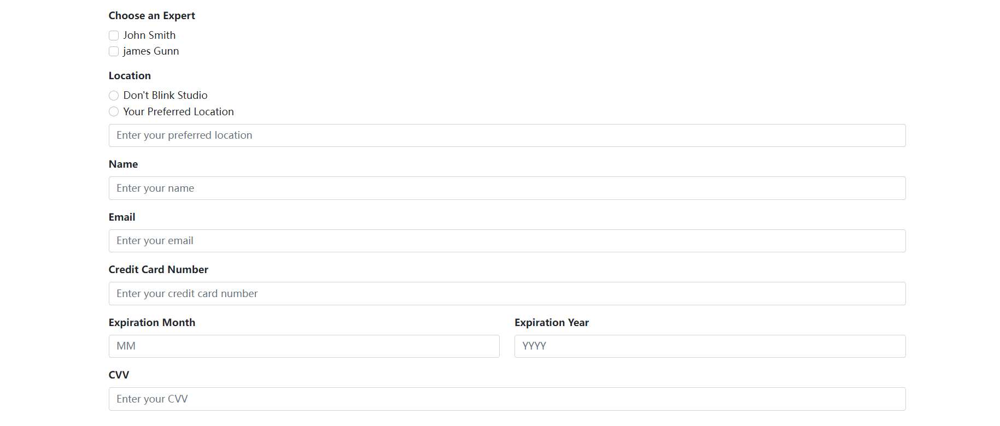 Choose an Expert
John Smith
james Gunn
Location
Don't Blink Studio
Your Preferred Location
Enter your preferred location
Name
Enter your name
Email
Enter your email
Credit Card Number
Enter your credit card number
Expiration Month
Expiration Year
MM
YYYY
CVV
Enter your CVV